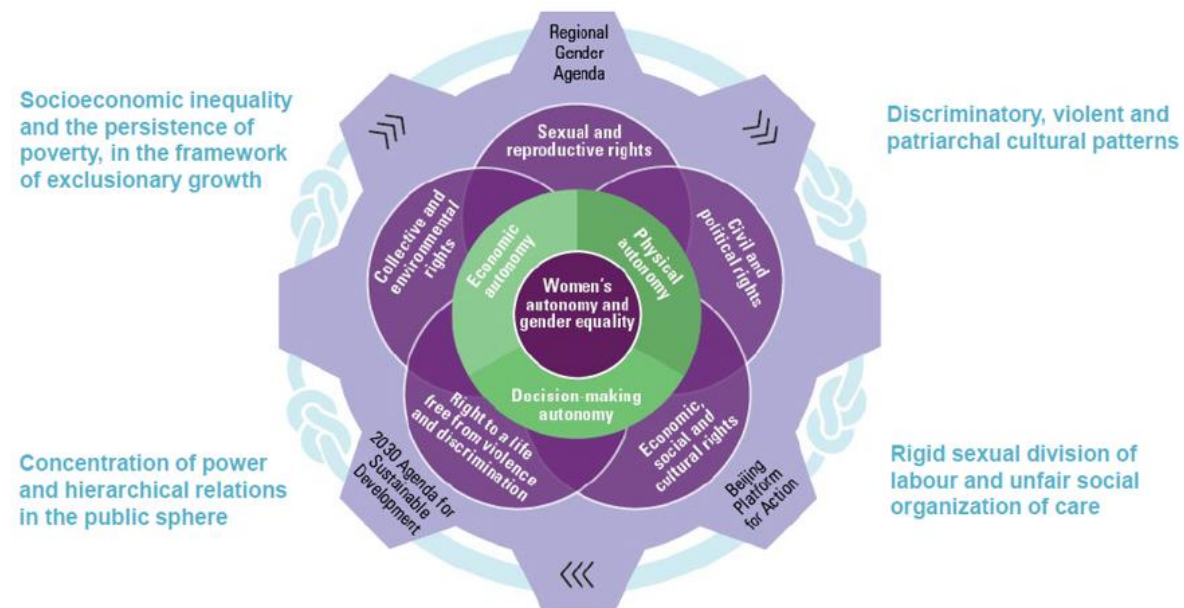 Regional
Gender
Agenda
Socioeconomic inequality
and the persistence of
poverty, in the framework
of exclusionary growth
Discriminatory, violent and
patriarchal cultural patterns
Sexual and
reproductive rights
Collective and
environmental
rights
Civil and
political rights
Economic
autonomy
Physical
autonomy
Women's
autonomy and
gender equality
Docision-making
autonomy
Right to a life
free from violence
and discrimination
Economic,
social and
cultural rights
2030 Agenda for
Sustainable
Development
Beijing
Platform
for Action
Concentration of power
and hierarchical relations
in the public sphere
Rigid sexual division of
labour and unfair social
organization of care